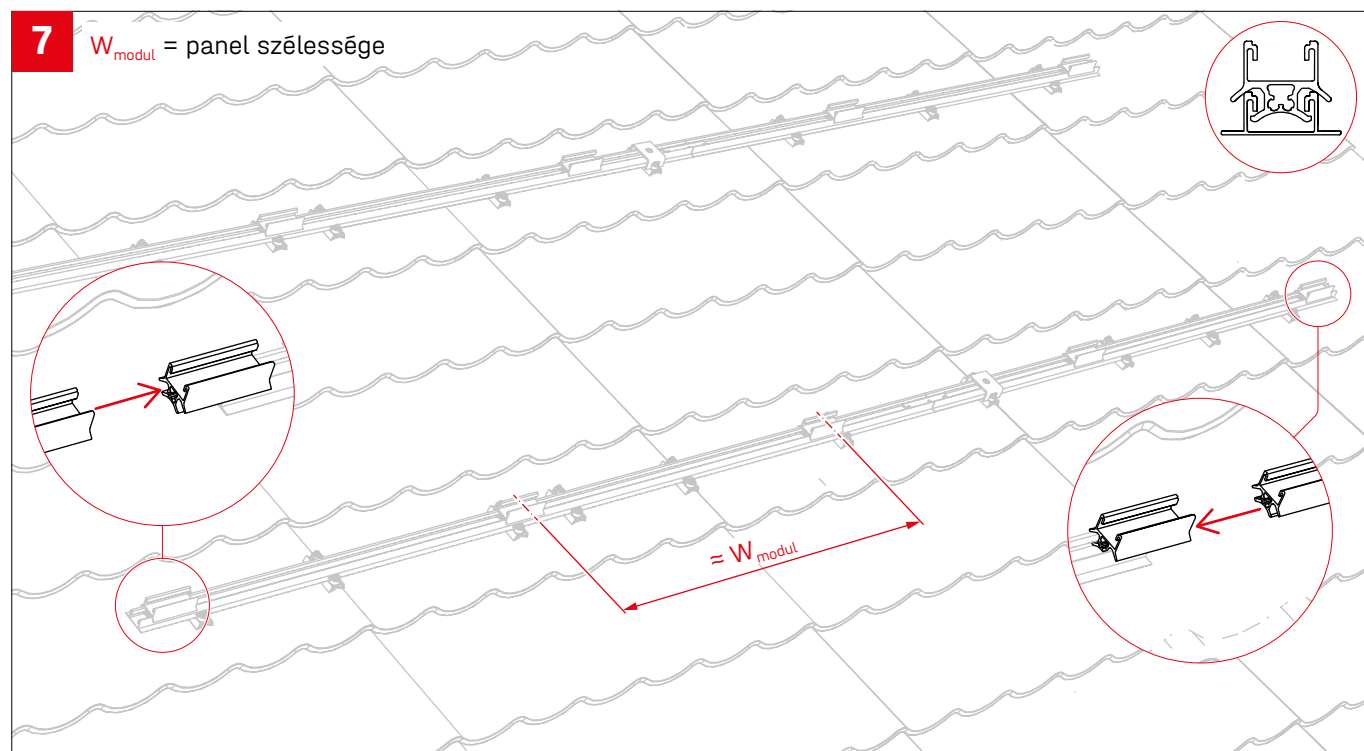 7
Wmodul = panel szélessége
≈ Wmodul